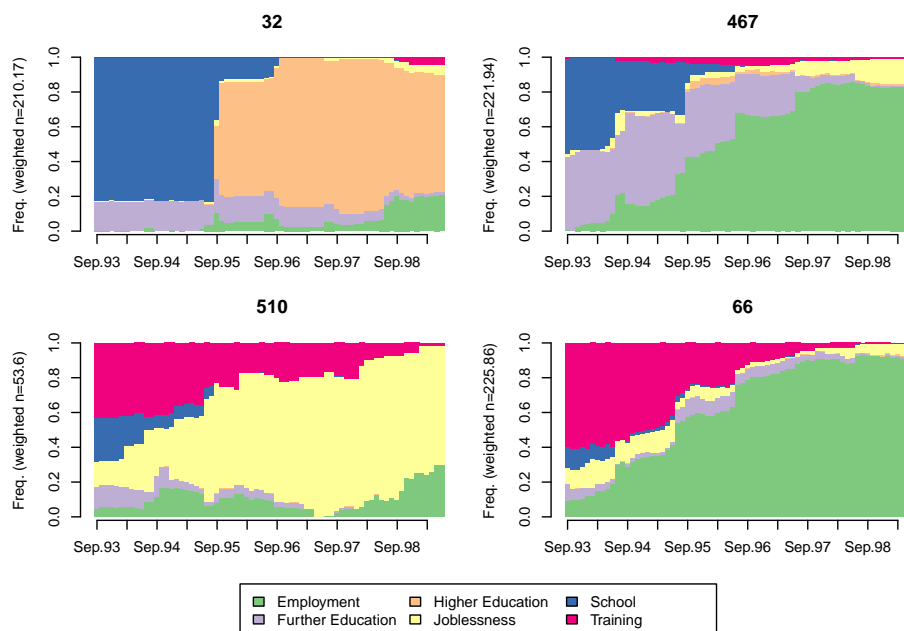 32
Freq. (weighted n=210.17)
0.0 0.2 0.4 0.6 0.8 1.0
Sep.93 Sep.94 Sep.95 Sep.96 Sep.97 Sep.98
467
Freq. (weighted n=221.94)
0.0 0.2 0.4 0.6 0.8 1.0
Sep.93 Sep.94 Sep.95 Sep.96 Sep.97 Sep.98
510
Freq. (weighted n=53.6)
0.0 0.2 0.4 0.6 0.8 1.0
Sep.93 Sep.94 Sep.95 Sep.96 Sep.97 Sep.98
66
Freq. (weighted n=225.86)
0.0 0.2 0.4 0.6 0.8 1.0
Sep.93 Sep.94 Sep.95 Sep.96 Sep.97 Sep.98
Employment Higher Education School
Further Education Joblessness Training